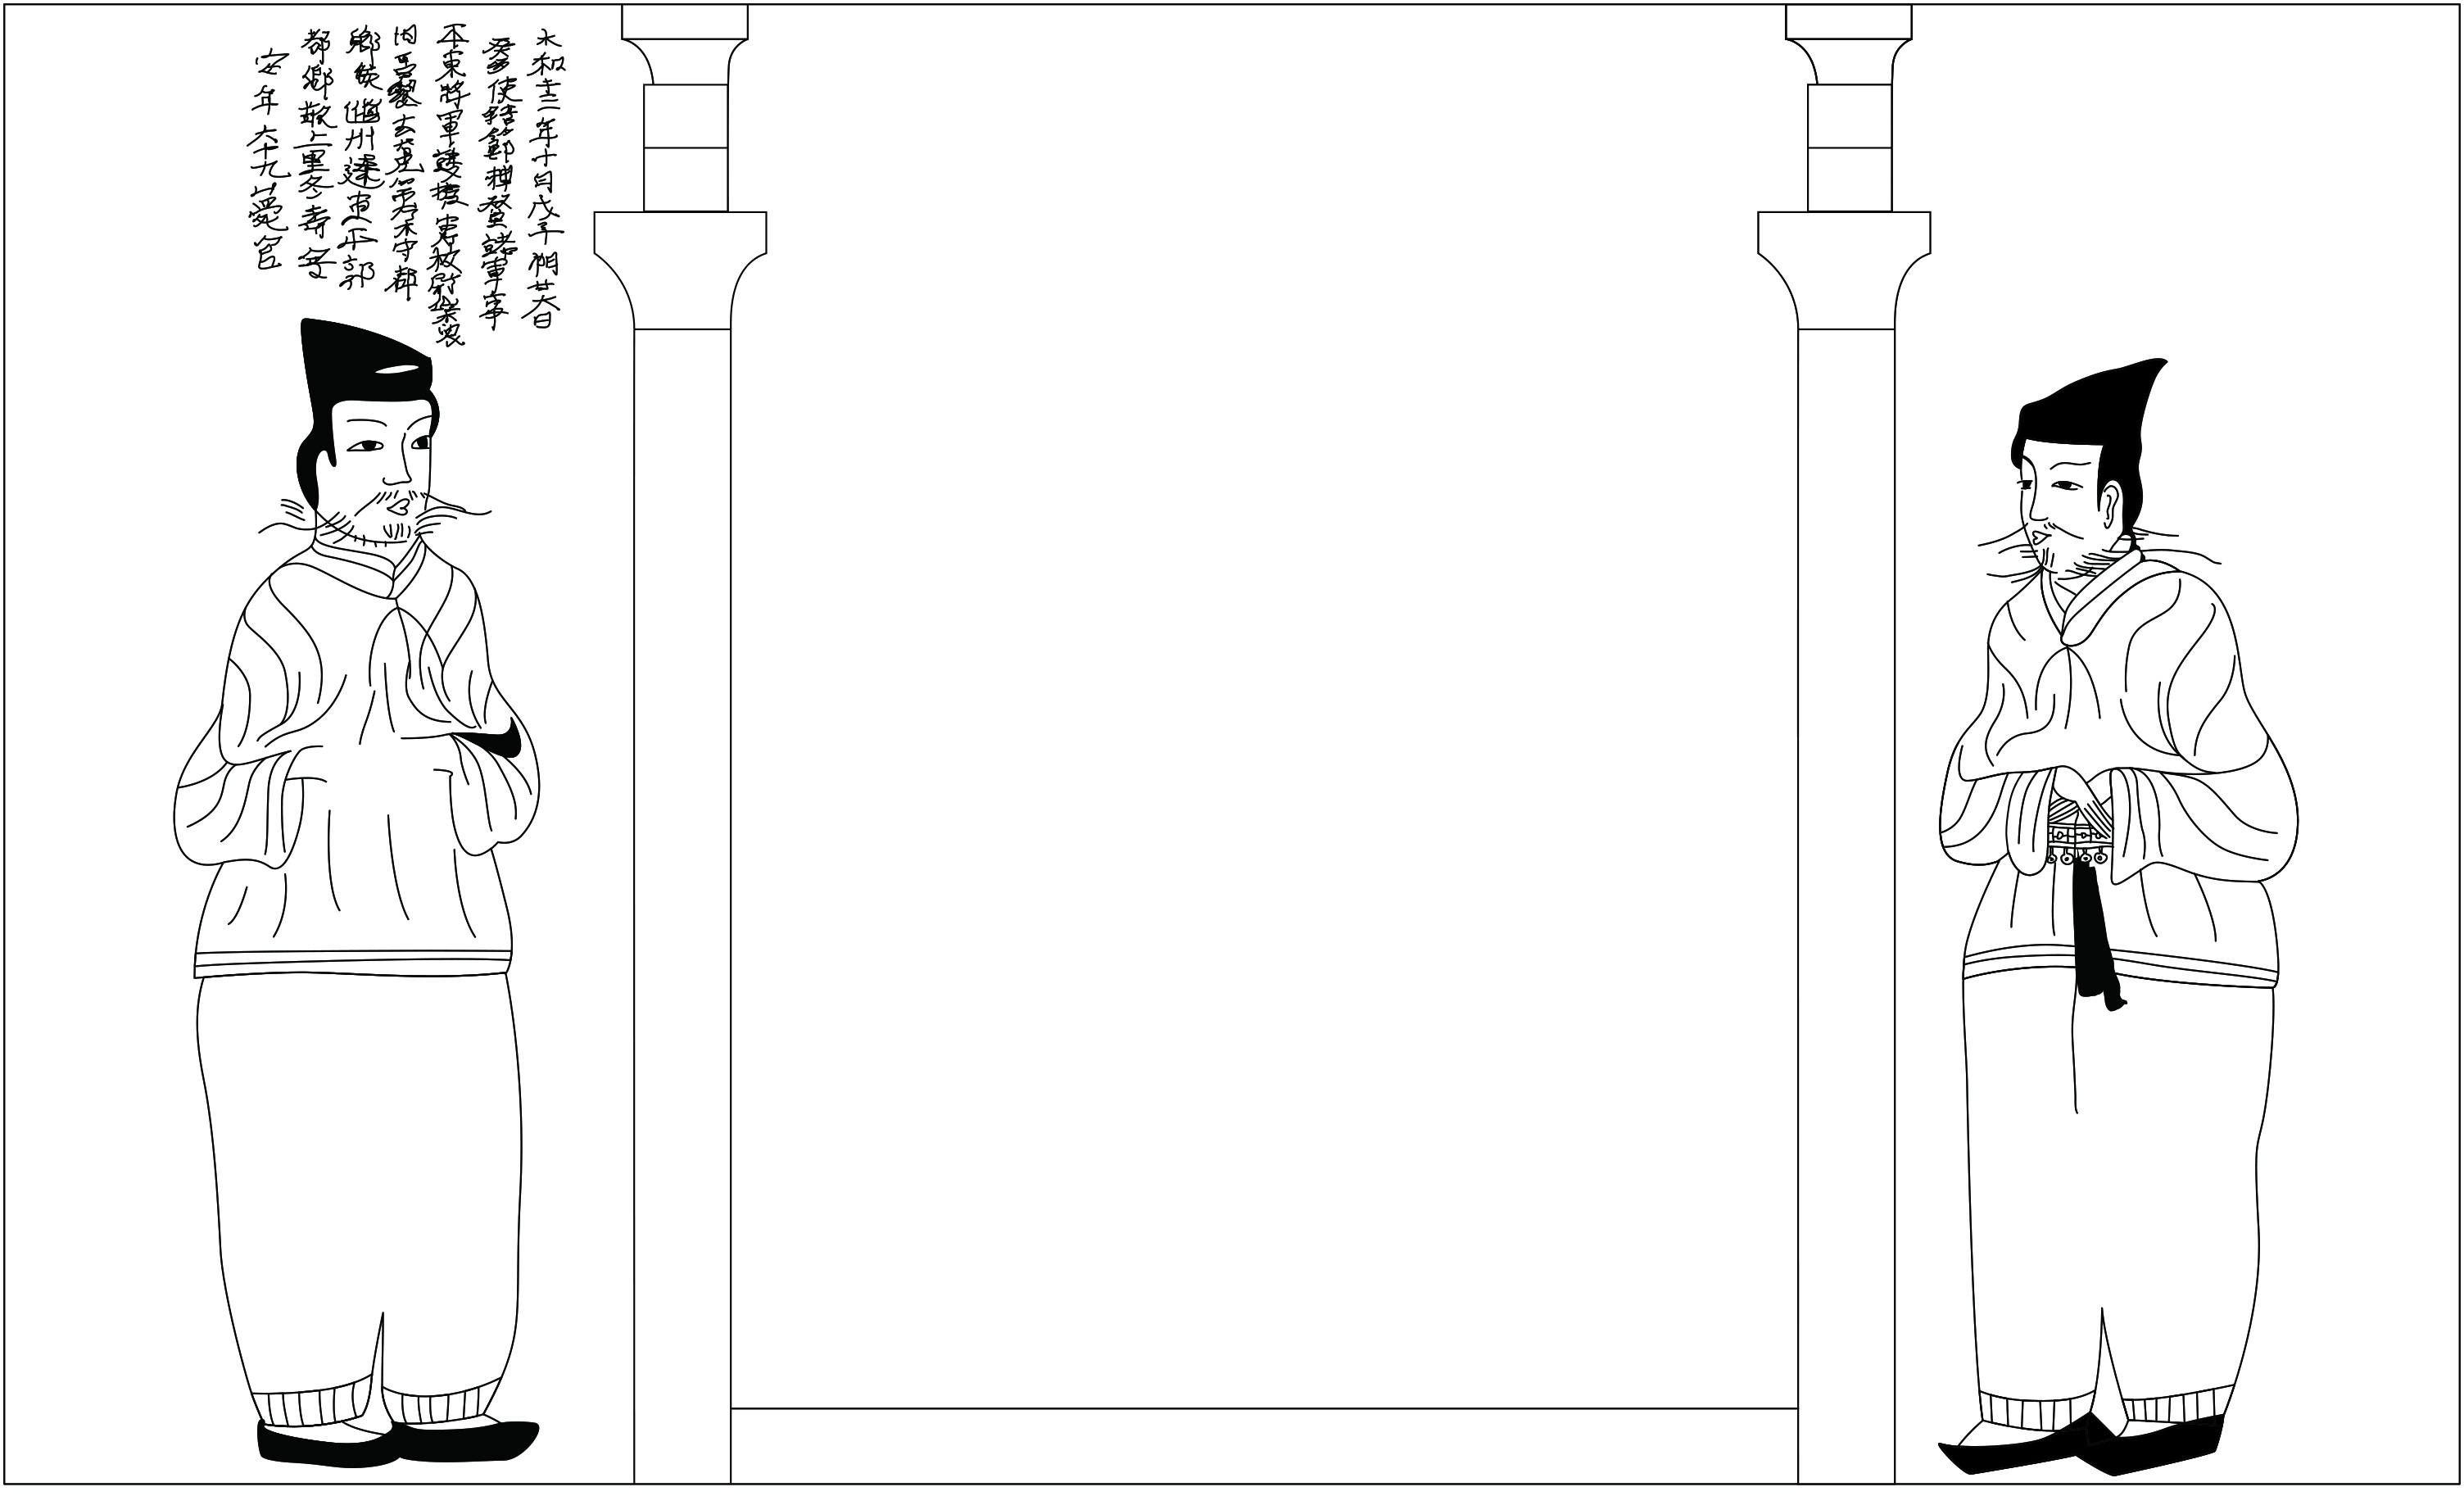 永和十三年十月戊子朔廿六日
癸丑使持節都督諸軍事
平東將軍護撫夷校尉樂浪
相昌黎玄菟帶方太守都
鄉侯幽州遼東平郭
都鄉敬上里冬壽字
安年六十九薨官